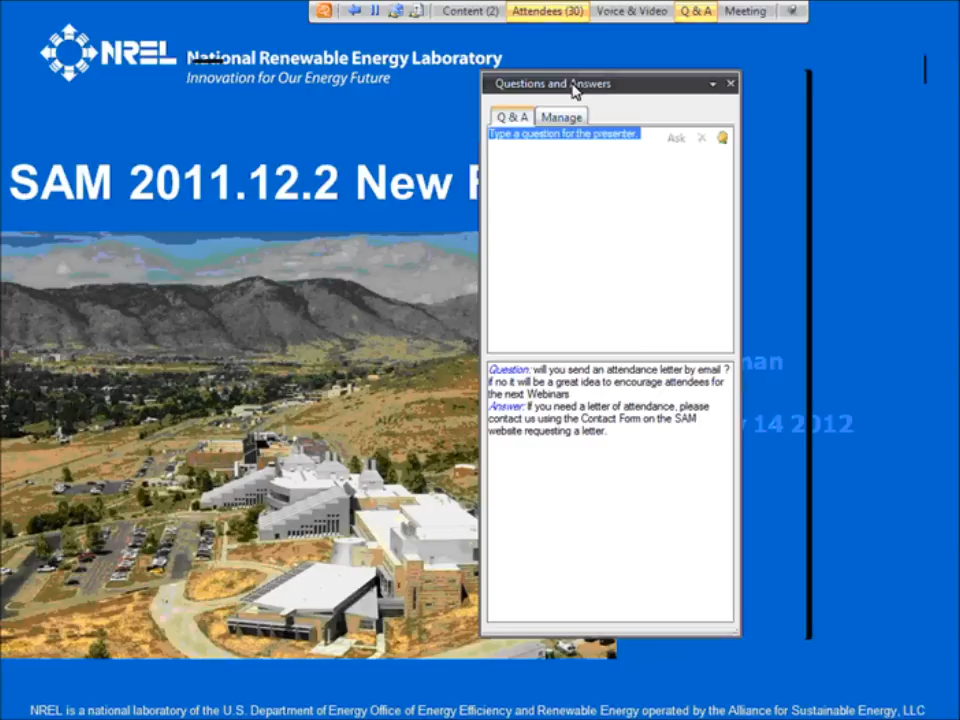 Content (2) Attendees (30) Voice & Video Q & A Meeting
NREL National Renewable Energy Laboratory
Innovation for Our Energy Future
Questions and Answers
Q & A Manage
Type a question for the presenter. Ask
SAM 2011.12.2 New
Question: will you send an attendance letter by email ?
if no it will be a great idea to encourage attendees for
the next Webinars
Answer: If you need a letter of attendance, please
contact us using the Contact Form on the SAM
website requesting a letter.
man
14 2012
NREL is a national laboratory of the U.S. Department of Energy Office of Energy Efficiency and Renewable Energy operated by the Alliance for Sustainable Energy, LLC